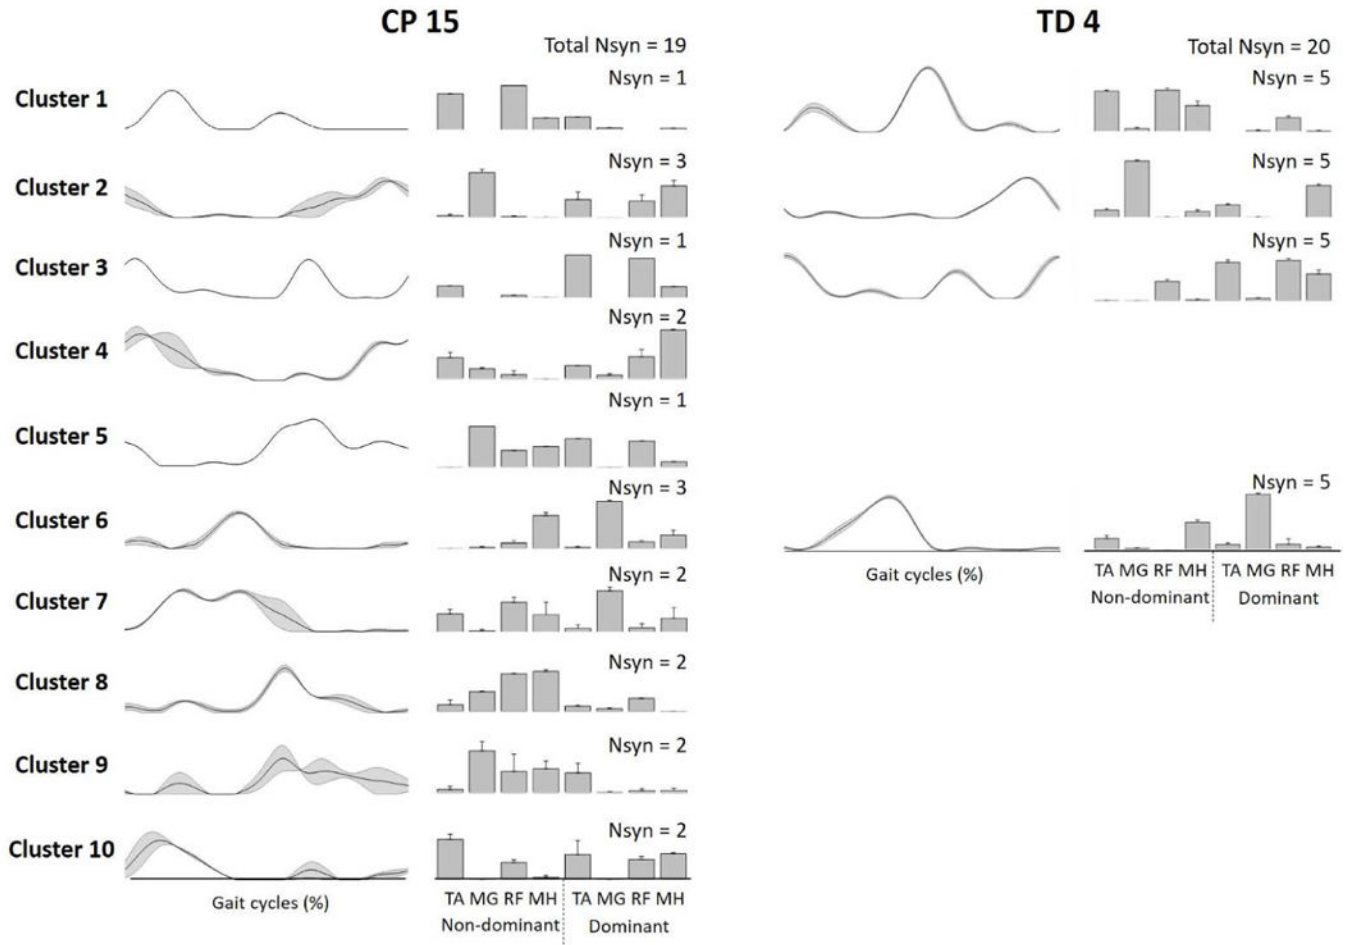 CP 15
TD 4
Total Nsyn = 19
Total Nsyn = 20
Cluster 1
Nsyn = 1
Nsyn = 5
Cluster 2
Nsyn = 3
Nsyn = 5
Cluster 3
Nsyn = 1
Nsyn = 5
Cluster 4
Nsyn = 2
Cluster 5
Nsyn = 1
Cluster 6
Nsyn = 3
Nsyn = 5
Gait cycles (%)
TA MG RF MH TA MG RF MH
Non-dominant Dominant
Cluster 7
Nsyn = 2
Cluster 8
Nsyn = 2
Cluster 9
Nsyn = 2
Cluster 10
Nsyn = 2
Gait cycles (%)
TA MG RF MH TA MG RF MH
Non-dominant Dominant